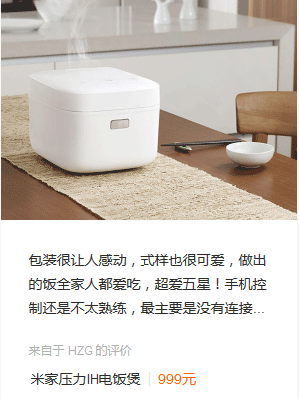 包装很让人感动，式样也很可爱，做出
的饭全家人都爱吃，超爱五星！手机控
制还是不太熟练，最主要是没有连接...
来自于 HZG 的评价
米家压力IH电饭煲 | 999元